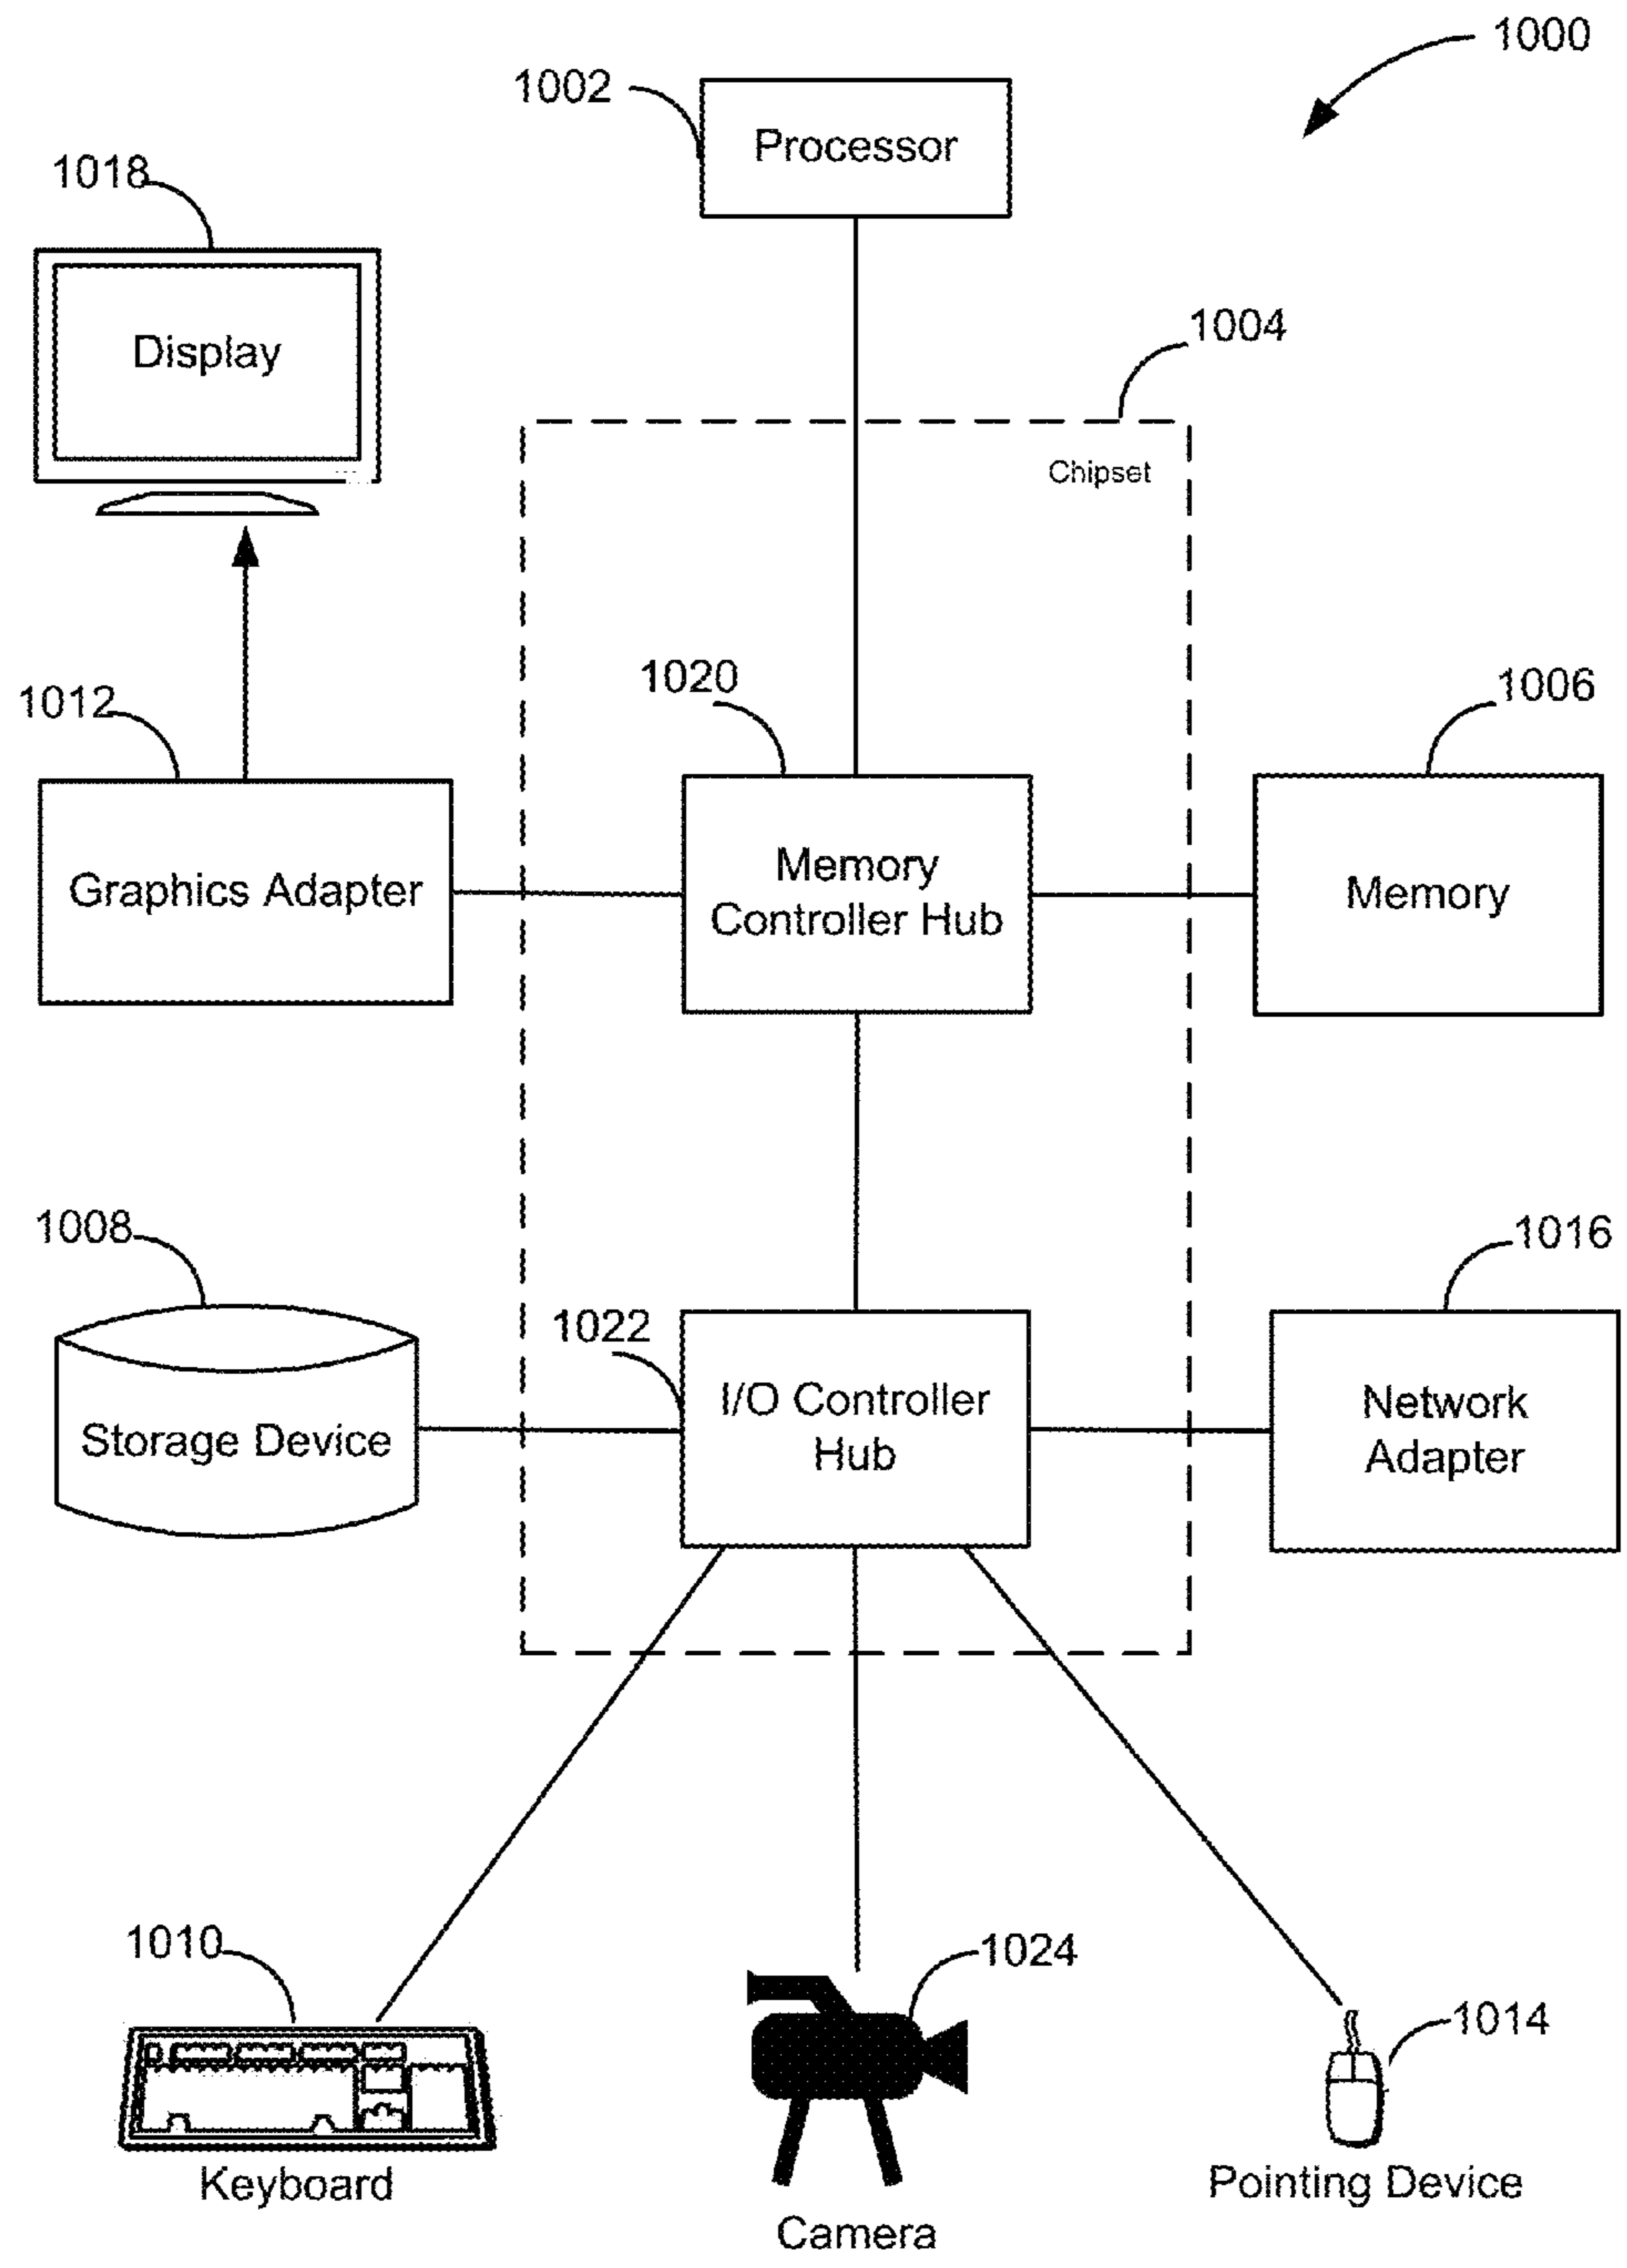 1000
1002
Processor
1018
Display
1004
Chipset
1020
1012
1006
Graphics Adapter
Memory
Controller Hub
Memory
1008
1022
1016
Storage Device
I/O Controller
Hub
Network
Adapter
1010
1024
1014
Keyboard
Camera
Pointing Device